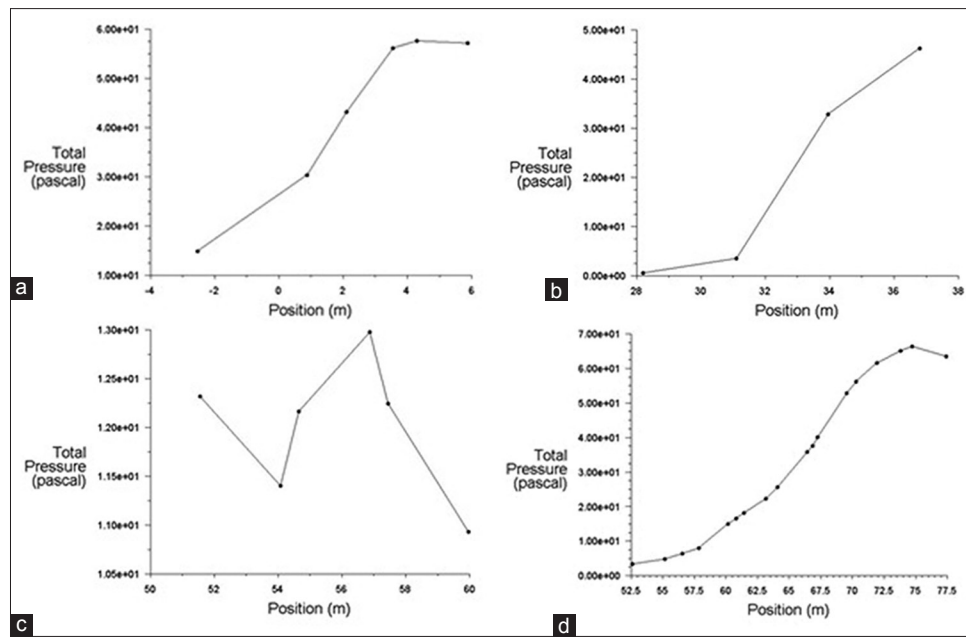 6.00e+01
5.00e+01
4.00e+01
Total
Pressure
(pascal)
3.00e+01
2.00e+01
1.00e+01
-4 -2 0 2 4 6
Position (m)
a
5.00e+01
4.00e+01
3.00e+01
Total
Pressure
(pascal)
2.00e+01
1.00e+01
0.00e+00
28 30 32 34 36 38
Position (m)
b
1.30e+01
1.25e+01
1.20e+01
Total
Pressure
(pascal)
1.15e+01
1.10e+01
1.05e+01
50 52 54 56 58 60
Position (m)
c
7.00e+01
6.00e+01
5.00e+01
4.00e+01
Total
Pressure
(pascal)
3.00e+01
2.00e+01
1.00e+01
0.00e+00
52.5 55 57.5 60 62.5 65 67.5 70 72.5 75 77.5
Position (m)
d